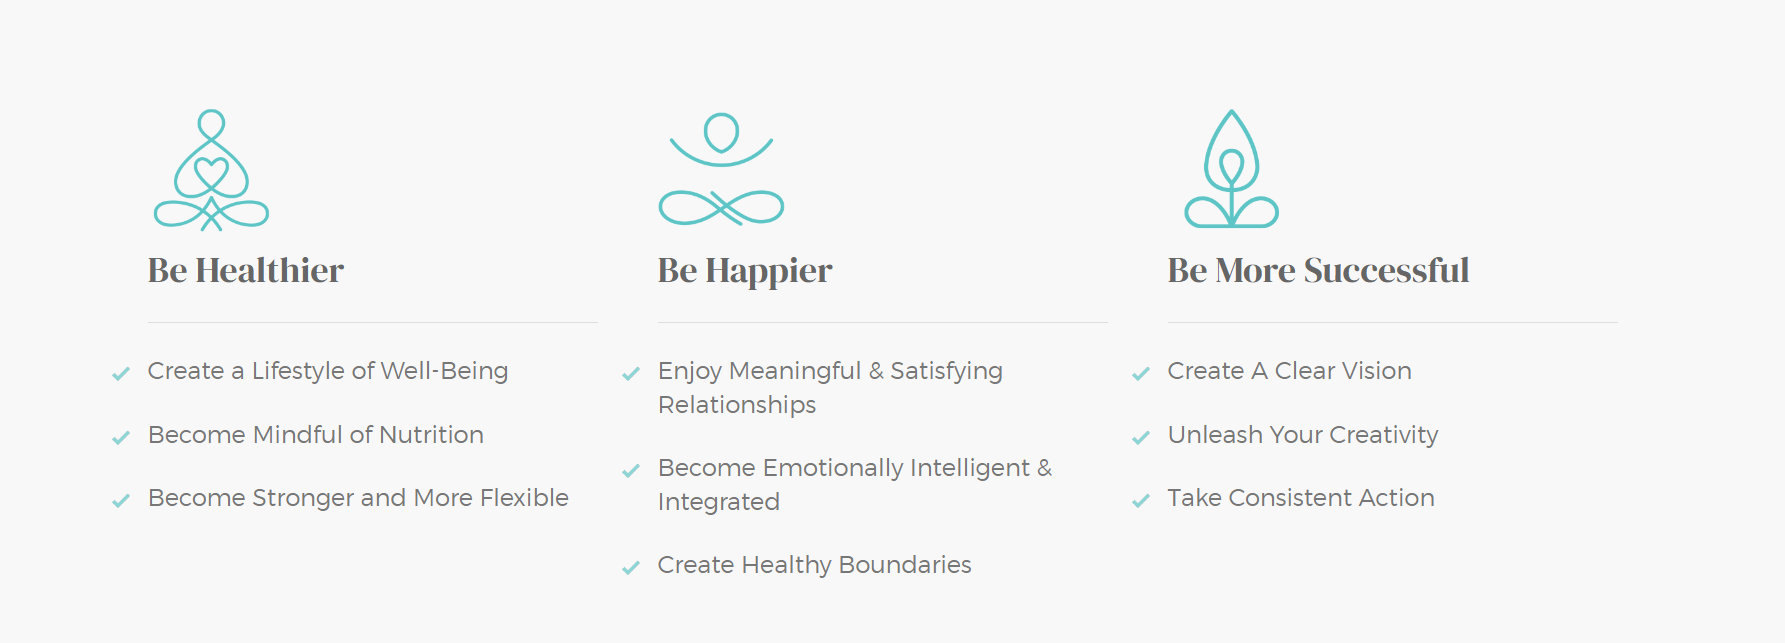 Be Healthier
Create a Lifestyle of Well-Being
Become Mindful of Nutrition
Become Stronger and More Flexible
Be Happier
Enjoy Meaningful & Satisfying
Relationships
Become Emotionally Intelligent &
Integrated
Create Healthy Boundaries
Be More Successful
Create A Clear Vision
Unleash Your Creativity
Take Consistent Action